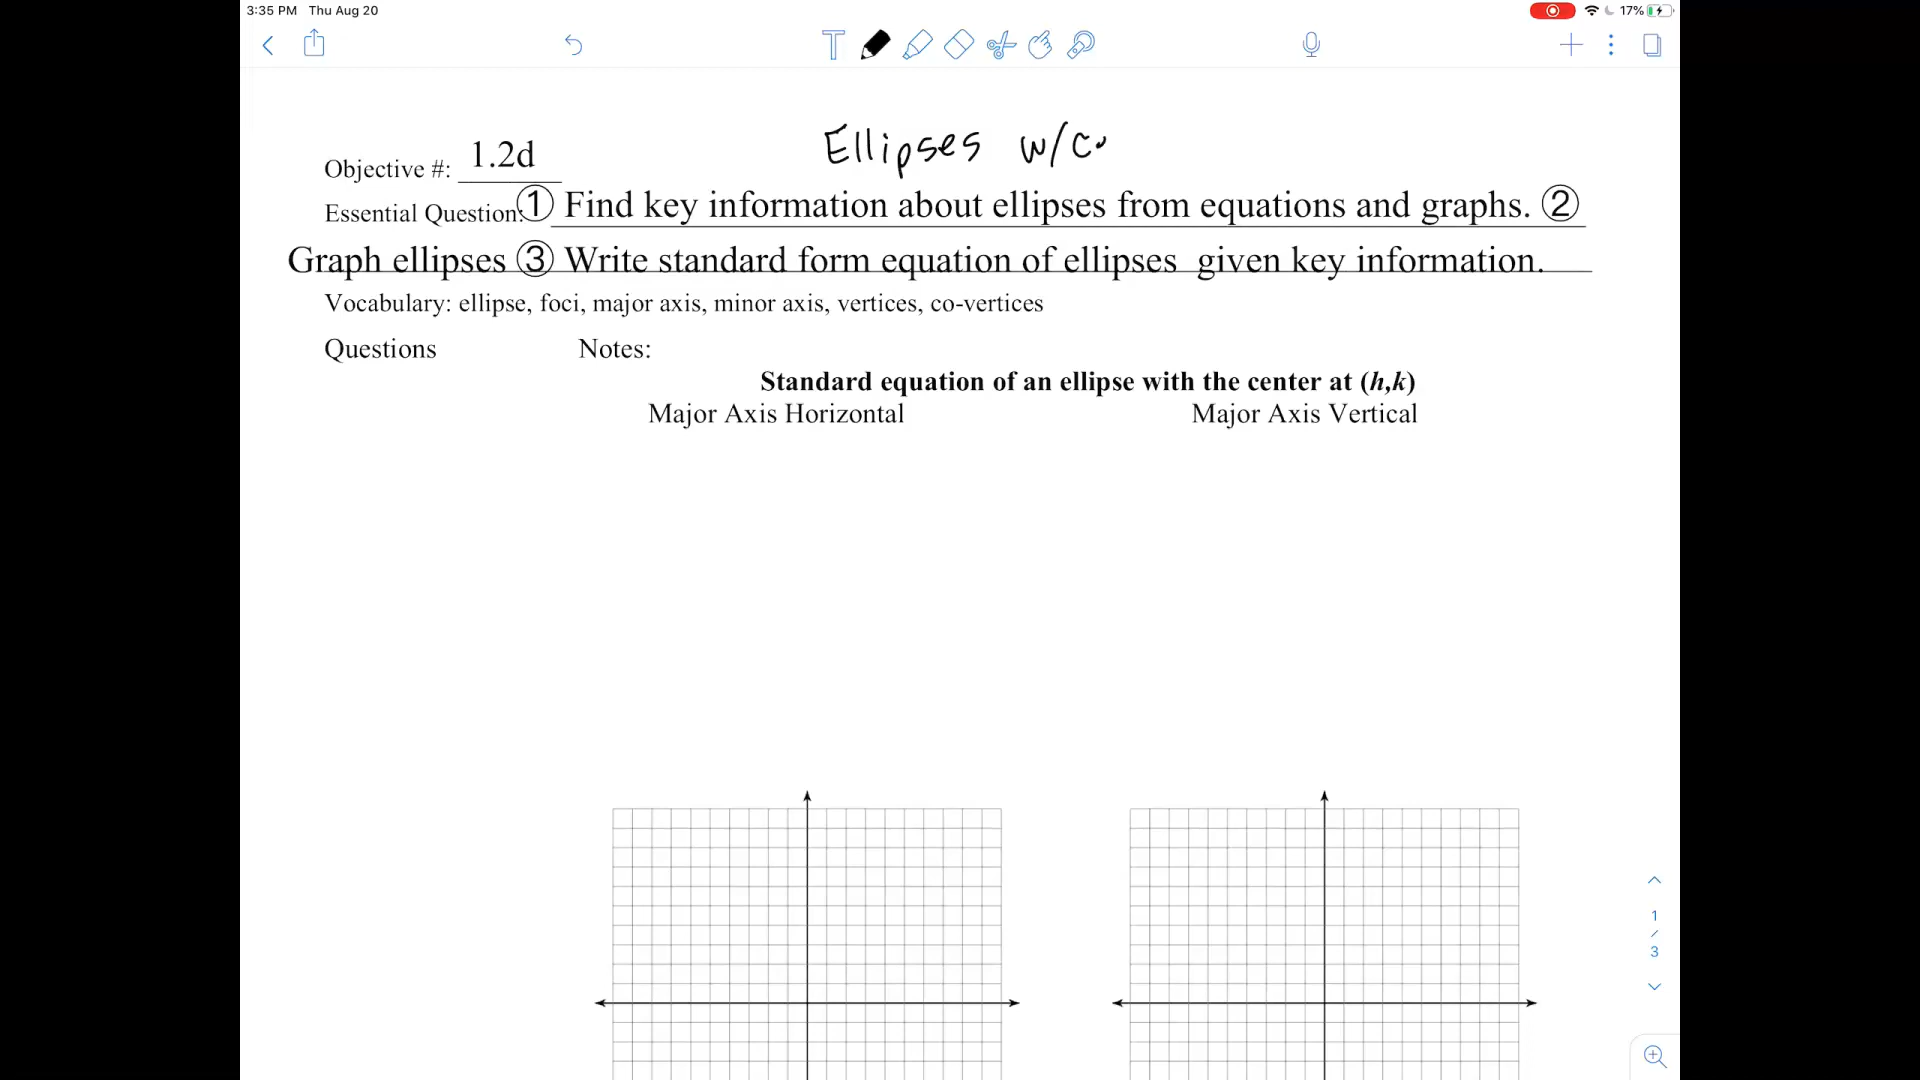 3:35 PM Thu Aug 20
17%
Ellipses w/
Objective #: 1.2d
Essential Question: ① Find key information about ellipses from equations and graphs. ②
Graph ellipses ③ Write standard form equation of ellipses given key information.
Vocabulary: ellipse, foci, major axis, minor axis, vertices, co-vertices
Questions Notes:
Standard equation of an ellipse with the center at (h,k)
Major Axis Horizontal Major Axis Vertical
1
/
3